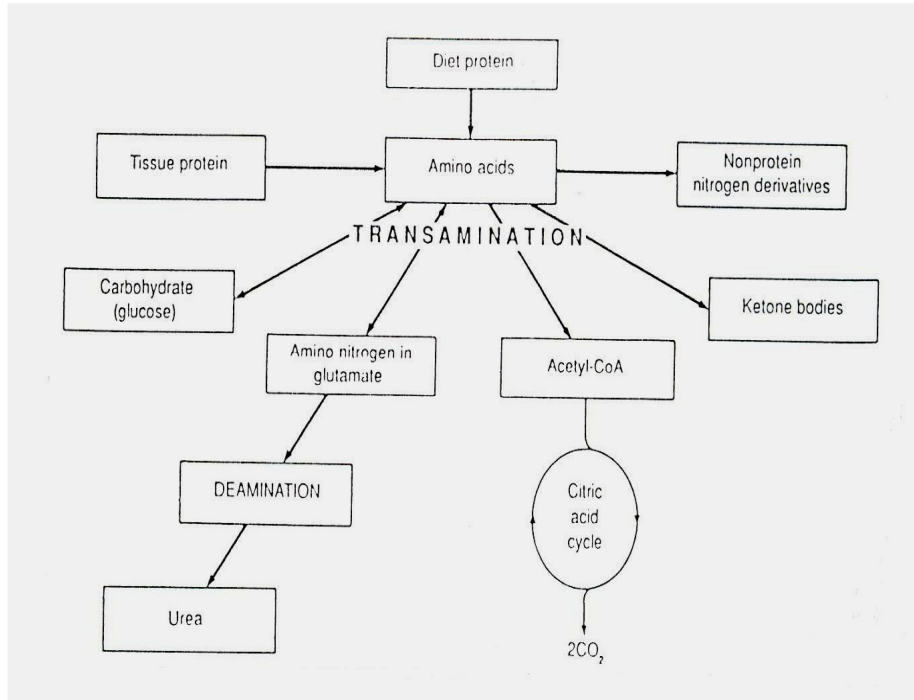 Diet protein
Tissue protein
Amino acids
Nonprotein
nitrogen derivatives
TRANSAMINATION
Carbohydrate
(glucose)
Ketone bodies
Amino nitrogen in
glutamate
Acetyl-CoA
DEAMINATION
Citric
acid
cycle
Urea
2CO₂